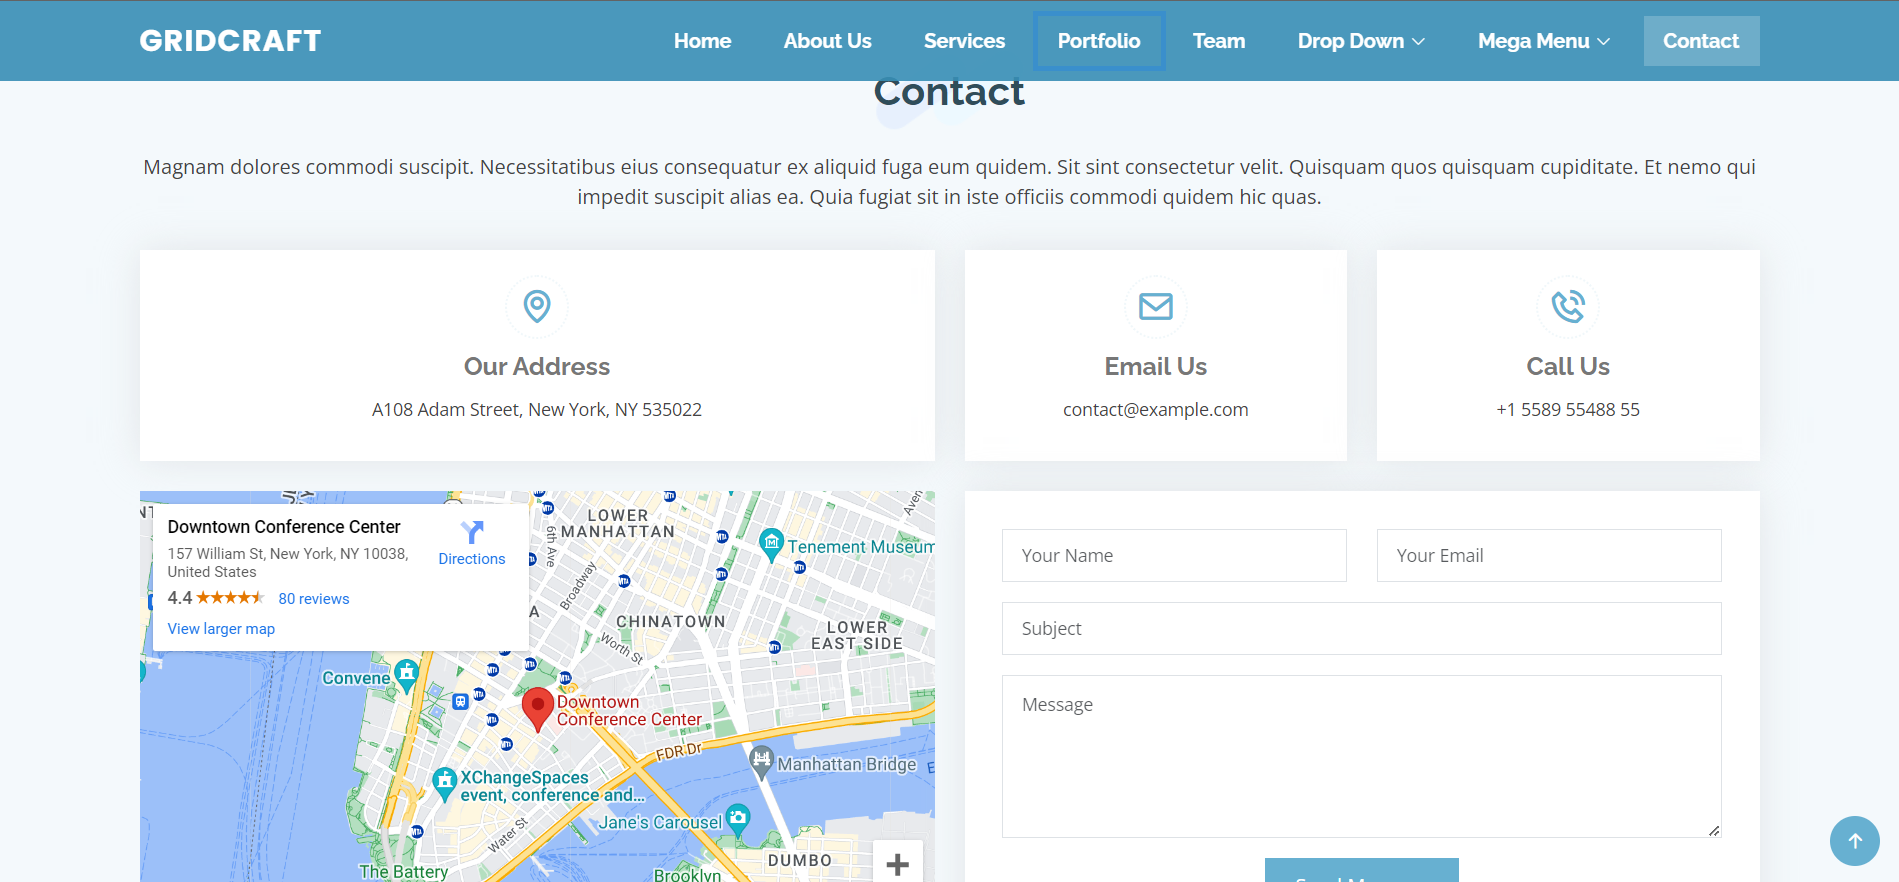 GRIDCRAFT
Home About Us Services Portfolio Team Drop Down Mega Menu Contact
Contact
Magnam dolores commodi suscipit. Necessitatibus eius consequatur ex aliquid fuga eum quidem. Sit sint consectetur velit. Quisquam quos quisquam cupiditate. Et nemo qui
impedit suscipit alias ea. Quia fugiat sit in iste officiis commodi quidem hic quas.
Our Address
A108 Adam Street, New York, NY 535022
Email Us
contact@example.com
Call Us
+1 5589 55488 55
Downtown Conference Center
157 William St, New York, NY 10038,
United States
Directions
4.4
80 reviews
View larger map
LOWER
MANHATTAN
6th Ave
Broadway
Tenement Museum
CHINATOWN
Worth St
LOWER
EAST SIDE
Convene
Downtown
Conference Center
FDR Dr
Manhattan Bridge
XChangeSpaces
event, conference and...
Jane's Carousel
Water St
DUMBO
The Battery
Brooklyn
Your Name
Your Email
Subject
Message